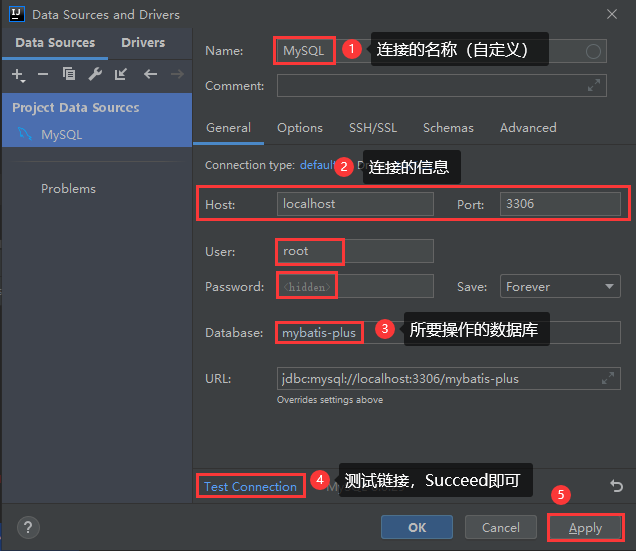 Data Sources and Drivers
Data Sources Drivers
Project Data Sources
MySQL
Problems
Name: MySQL 1 连接的名称（自定义）
Comment:
General Options SSH/SSL Schemas Advanced
Connection type: default 2 连接的信息
Host: localhost Port: 3306
User: root
Password: <hidden> Save: Forever
Database: mybatis-plus 3 所要操作的数据库
URL: jdbc:mysql://localhost:3306/mybatis-plus
Overrides settings above
Test Connection 4 测试链接，Succeed即可
5
? OK Cancel Apply